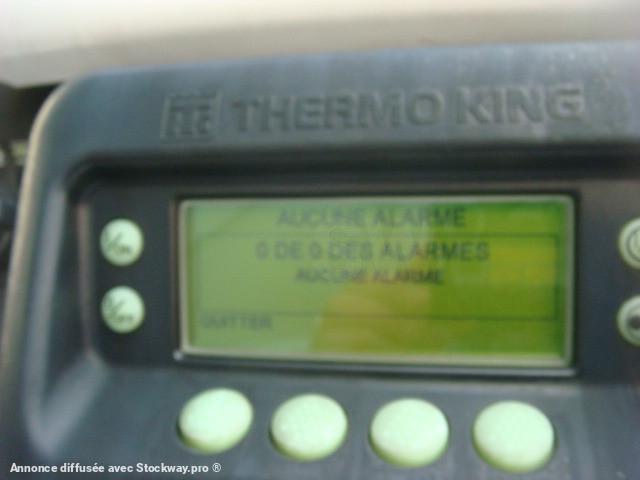 THERMO KING
AUCUNE ALARME
0 DE 0 DES ALARMES
AUCUNE ALARME
QUITTER
Annonce diffusée avec Stockway.pro ®